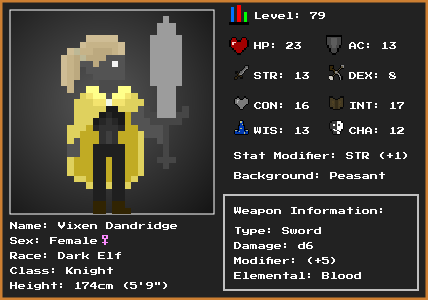 Level: 79
HP: 23 AC: 13
STR: 13 DEX: 8
CON: 16 INT: 17
WIS: 13 CHA: 12
Stat Modifier: STR (+1)
Background: Peasant
Name: Vixen Dandridge
Sex: Female♀
Race: Dark Elf
Class: Knight
Height: 174cm (5'9")
Weapon Information:
Type: Sword
Damage: d6
Modifier: (+5)
Elemental: Blood